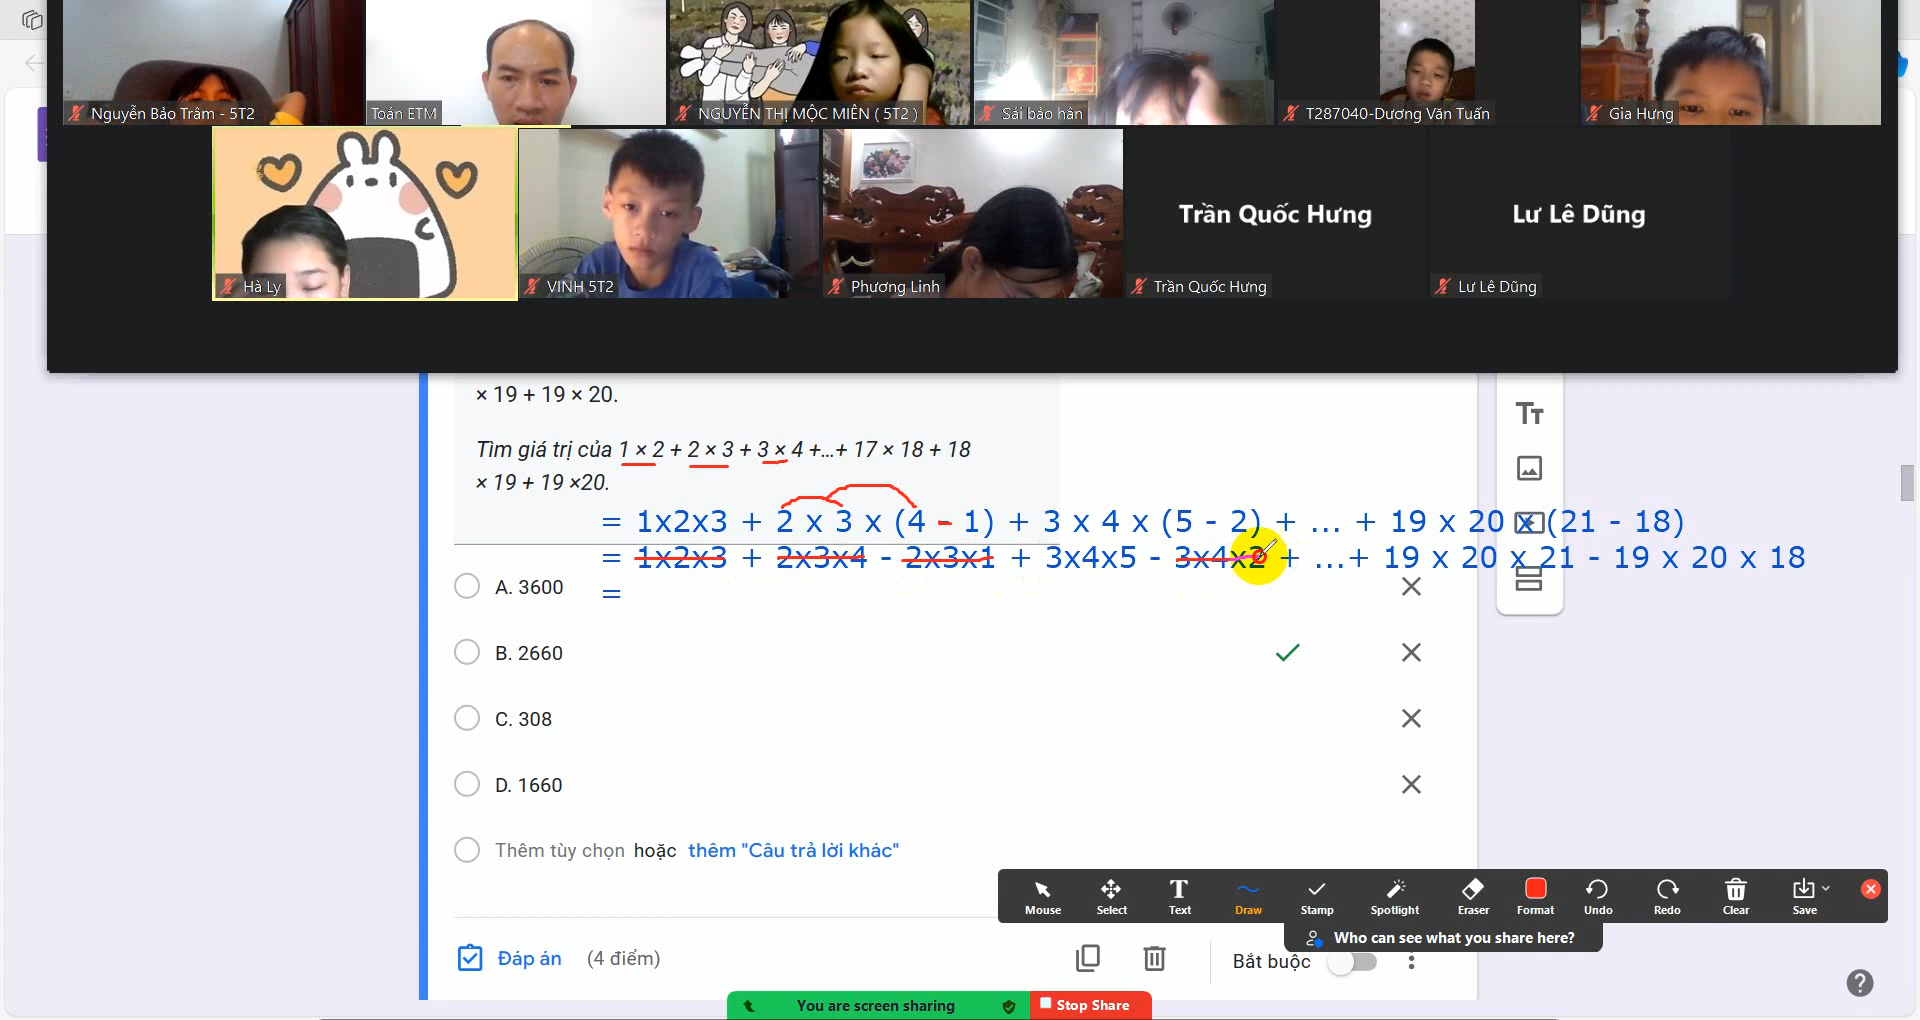 Nguyễn Bảo Trâm - 5T2
Toán ETM
NGUYỄN THỊ MỘC MIÊN ( 5T2 )
Sái bảo hân
T287040-Dương Văn Tuấn
Gia Hưng
Hà Ly
VINH 5T2
Phương Linh
Trần Quốc Hưng
Trần Quốc Hưng
Lư Lê Dũng
Lư Lê Dũng
× 19 + 19 × 20.
Tìm giá trị của 1 × 2 + 2 × 3 + 3 × 4 +...+ 17 × 18 + 18
× 19 + 19 ×20.
= 1x2x3 + 2 x 3 x (4 - 1) + 3 x 4 x (5 - 2) + ... + 19 x 20 x (21 - 18)
= 1x2x3 + 2x3x4 - 2x3x1 + 3x4x5 - 3x4x2 + ...+ 19 x 20 x 21 - 19 x 20 x 18
=
A. 3600
B. 2660
C. 308
D. 1660
Thêm tùy chọn hoặc thêm "Câu trả lời khác"
Mouse Select Text Draw Stamp Spotlight Eraser Format Undo Redo Clear Save
Who can see what you share here?
Đáp án (4 điểm) Bắt buộc
You are screen sharing Stop Share